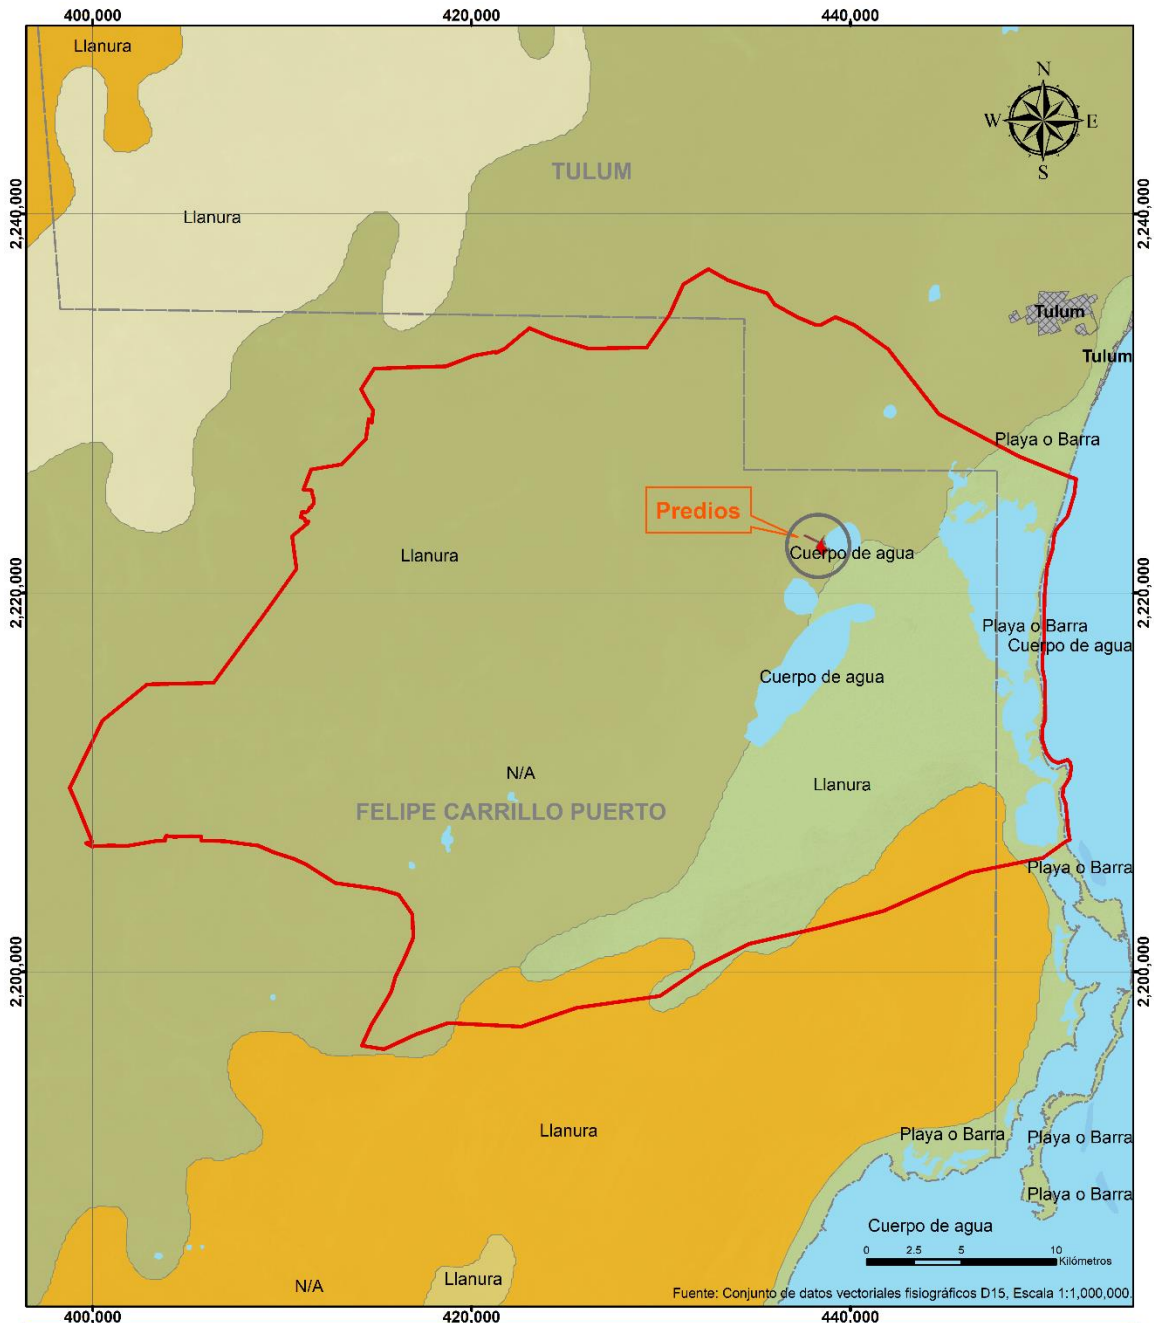 400,000 420,000 440,000
Llanura
N
W E
S
TULUM
2,240,000 2,240,000
Llanura
Tulum
Tulum
Playa o Barra
Predios
Llanura
Cuerpo de agua
2,220,000 2,220,000
Playa o Barra
Cuerpo de agua
Cuerpo de agua
N/A
Llanura
FELIPE CARRILLO PUERTO
Playa o Barra
2,200,000 2,200,000
Llanura
Playa o Barra
Playa o Barra
Playa o Barra
Cuerpo de agua
0 2.5 5 10
Kilómetros
Llanura
N/A
Fuente: Conjunto de datos vectoriales fisiográficos D15, Escala 1:1,000,000.
400,000 420,000 440,000